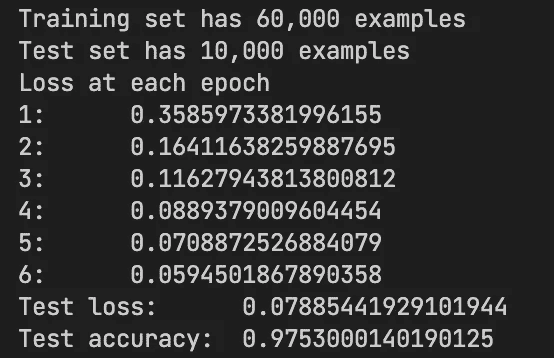 Training set has 60,000 examples
Test set has 10,000 examples
Loss at each epoch
1: 0.3585973381996155
2: 0.16411638259887695
3: 0.11627943813800812
4: 0.0889379009604454
5: 0.0708872526884079
6: 0.0594501867890358
Test loss: 0.07885441929101944
Test accuracy: 0.9753000140190125